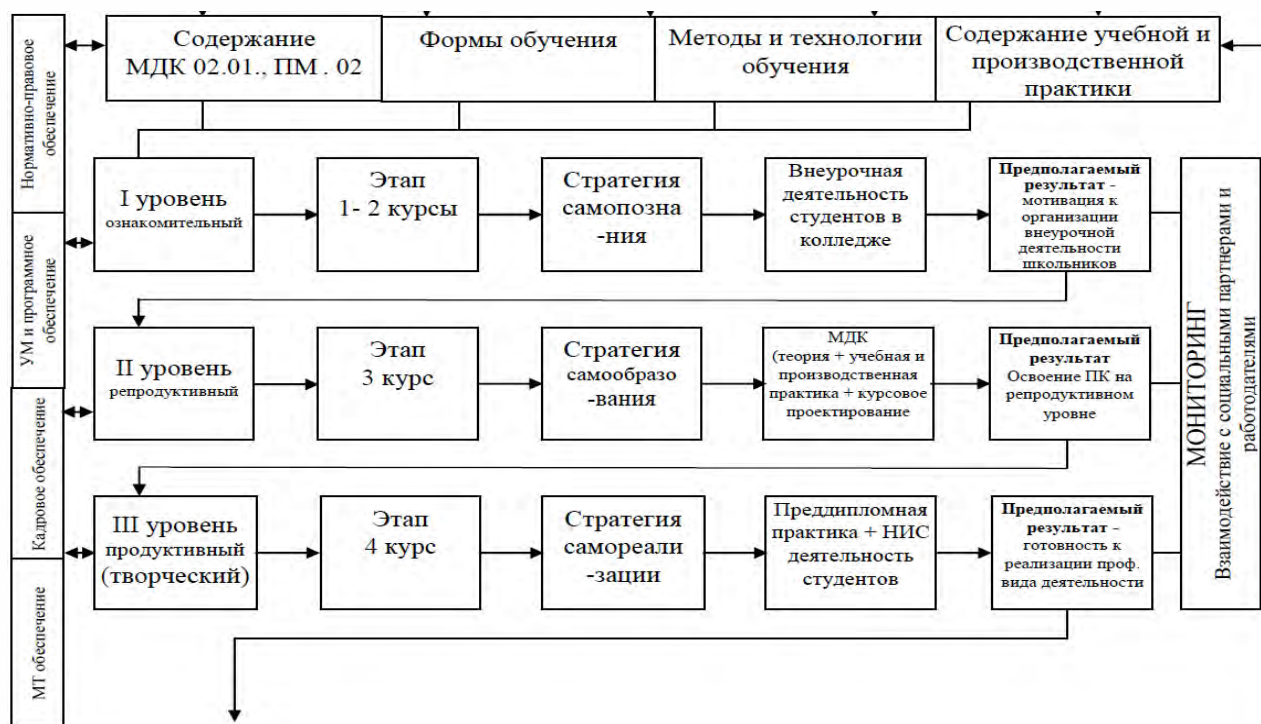 Содержание
МДК 02.01., ПМ . 02
Формы обучения
Методы и технологии
обучения
Содержание учебной и
производственной
практики
Нормативно-правовое
обеспечение
УМ и программное
обеспечение
Кадровое обеспечение
МТ обеспечение
I уровень
ознакомительный
Этап
1- 2 курсы
Стратегия
самопозна
-ния
Внеурочная
деятельность
студентов в
колледже
Предполагаемый
результат -
мотивация к
организации
внеурочной
деятельности
школьников
II уровень
репродуктивный
Этап
3 курс
Стратегия
самообразо
-вания
МДК
(теория + учебная и
производственная
практика + курсовое
проектирование
Предполагаемый
результат
Освоение ПК на
репродуктивном
уровне
III уровень
продуктивный
(творческий)
Этап
4 курс
Стратегия
самореали
-зации
Преддипломная
практика + НИС
деятельность
студентов
Предполагаемый
результат -
готовность к
реализации проф.
вида деятельности
МОНИТОРИНГ
Взаимодействие с социальными партнерами и
работодателями